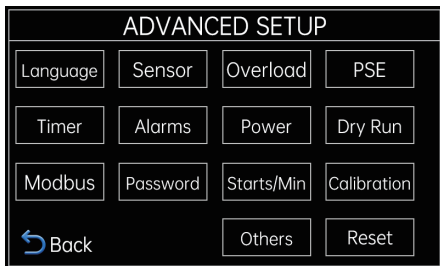 ADVANCED SETUP
Language Sensor Overload PSE
Timer Alarms Power Dry Run
Modbus Password Starts/Min Calibration
Back Others Reset